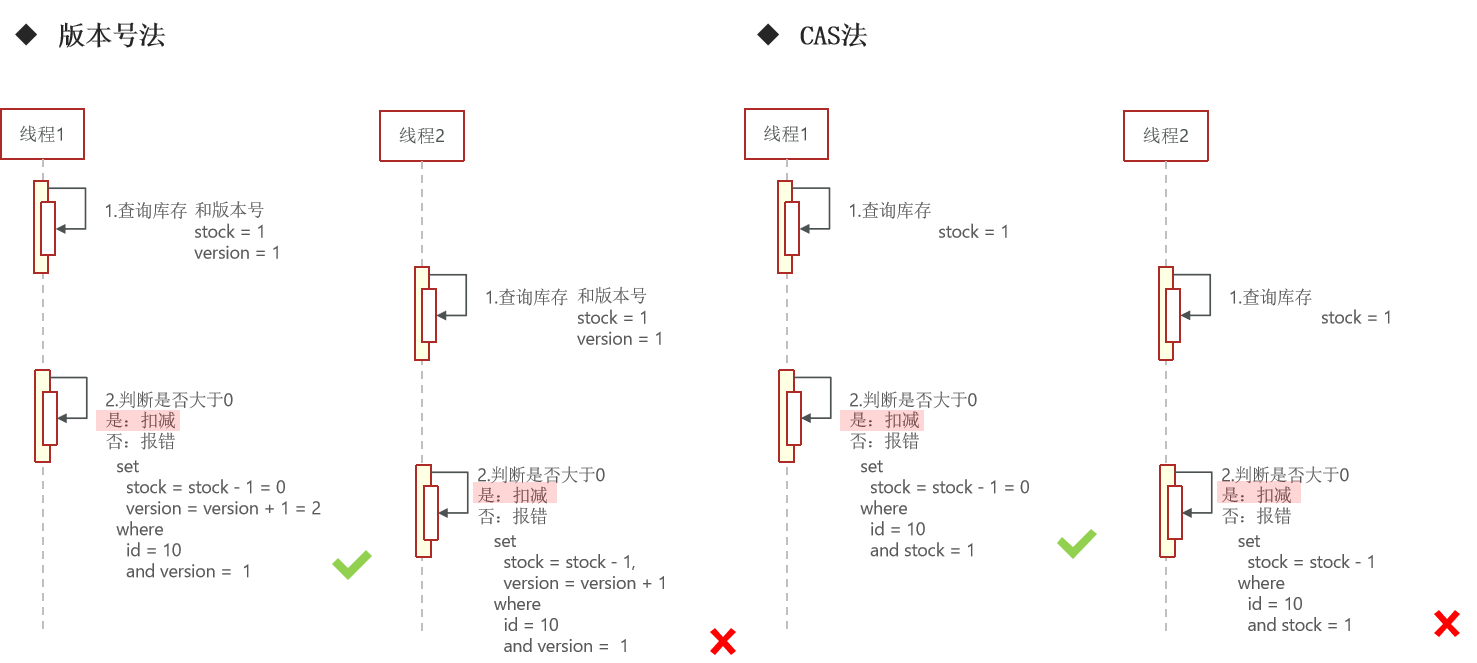 ◆ 版本号法
线程1
线程2
1.查询库存 和版本号
stock = 1
version = 1
1.查询库存 和版本号
stock = 1
version = 1
2.判断是否大于0
是：扣减
否：报错
set
stock = stock - 1 = 0
version = version + 1 = 2
where
id = 10
and version = 1
2.判断是否大于0
是：扣减
否：报错
set
stock = stock - 1,
version = version + 1
where
id = 10
and version = 1
◆ CAS法
线程1
线程2
1.查询库存
stock = 1
1.查询库存
stock = 1
2.判断是否大于0
是：扣减
否：报错
set
stock = stock - 1 = 0
where
id = 10
and stock = 1
2.判断是否大于0
是：扣减
否：报错
set
stock = stock - 1
where
id = 10
and stock = 1